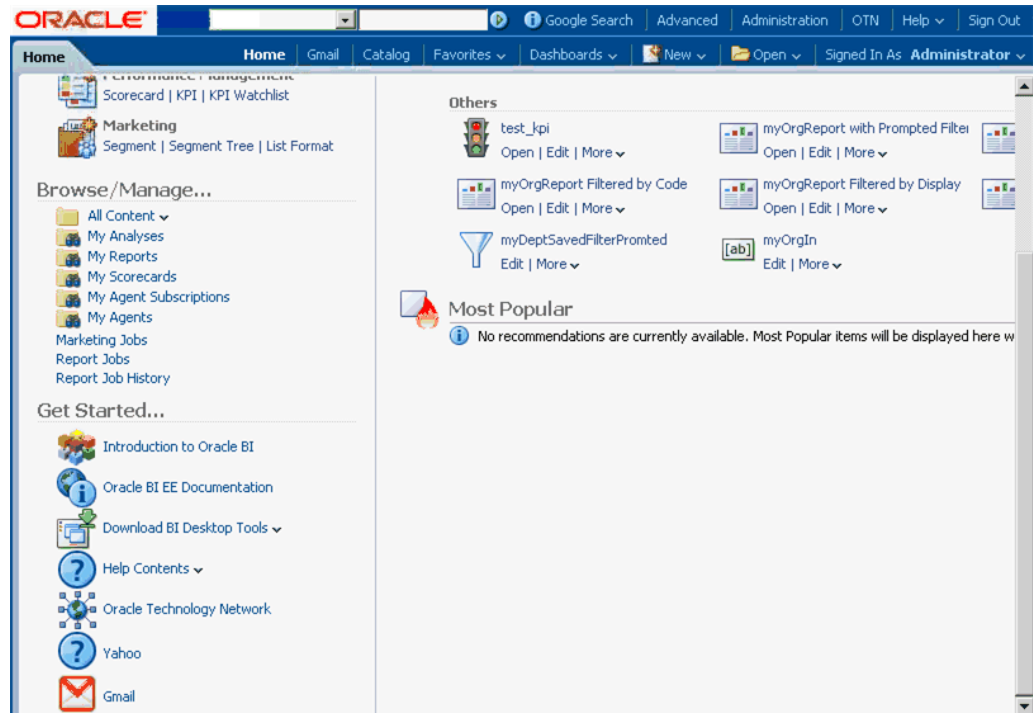 ORACLE
Google Search Advanced Administration OTN Help Sign Out
Home
Home Gmail Catalog Favorites Dashboards New Open Signed In As Administrator
Performance Management
Scorecard | KPI | KPI Watchlist
Marketing
Segment | Segment Tree | List Format
Browse/Manage...
All Content
My Analyses
My Reports
My Scorecards
My Agent Subscriptions
My Agents
Marketing Jobs
Report Jobs
Report Job History
Get Started...
Introduction to Oracle BI
Oracle BI EE Documentation
Download BI Desktop Tools
Help Contents
Oracle Technology Network
Yahoo
Gmail
Others
test_kpi
Open | Edit | More
myOrgReport with Prompted Filter
Open | Edit | More
myOrgReport Filtered by Code
Open | Edit | More
myOrgReport Filtered by Display
Open | Edit | More
myDeptSavedFilterPromted
Edit | More
[ab]
myOrgIn
Edit | More
Most Popular
No recommendations are currently available. Most Popular items will be displayed here w